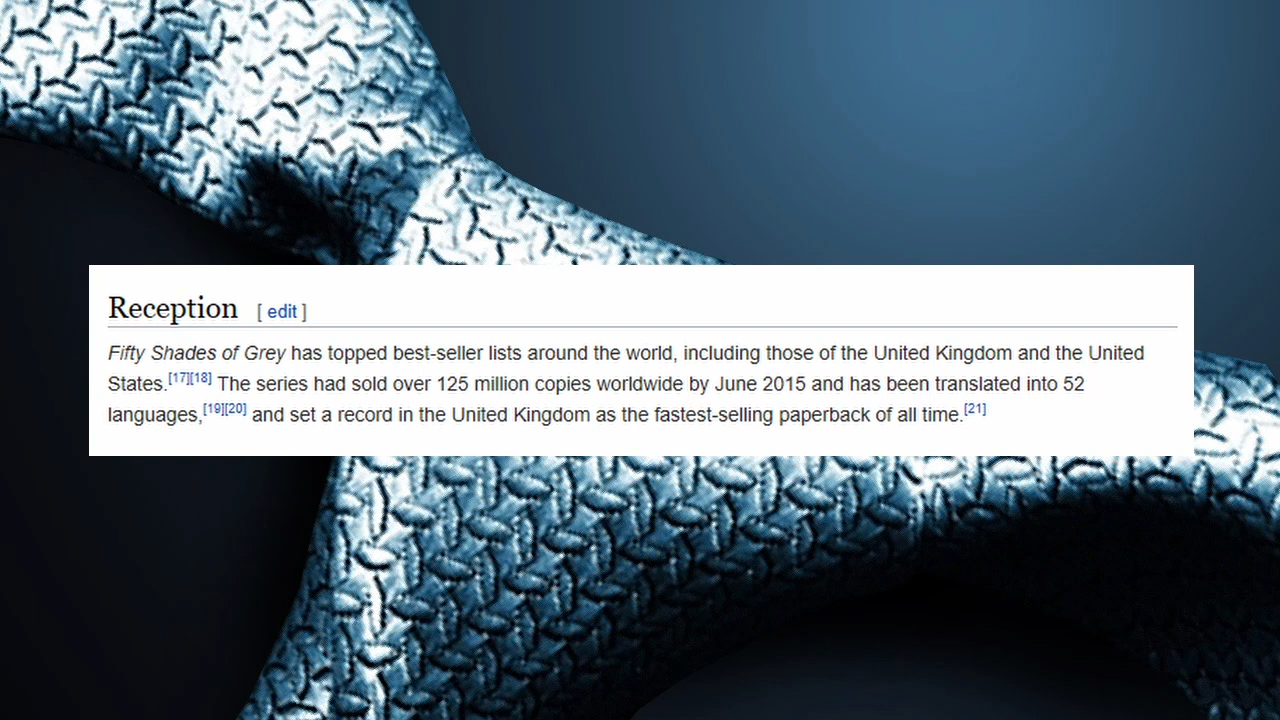 Reception [ edit ]
Fifty Shades of Grey has topped best-seller lists around the world, including those of the United Kingdom and the United
States.[17][18] The series had sold over 125 million copies worldwide by June 2015 and has been translated into 52
languages,[19][20] and set a record in the United Kingdom as the fastest-selling paperback of all time.[21]